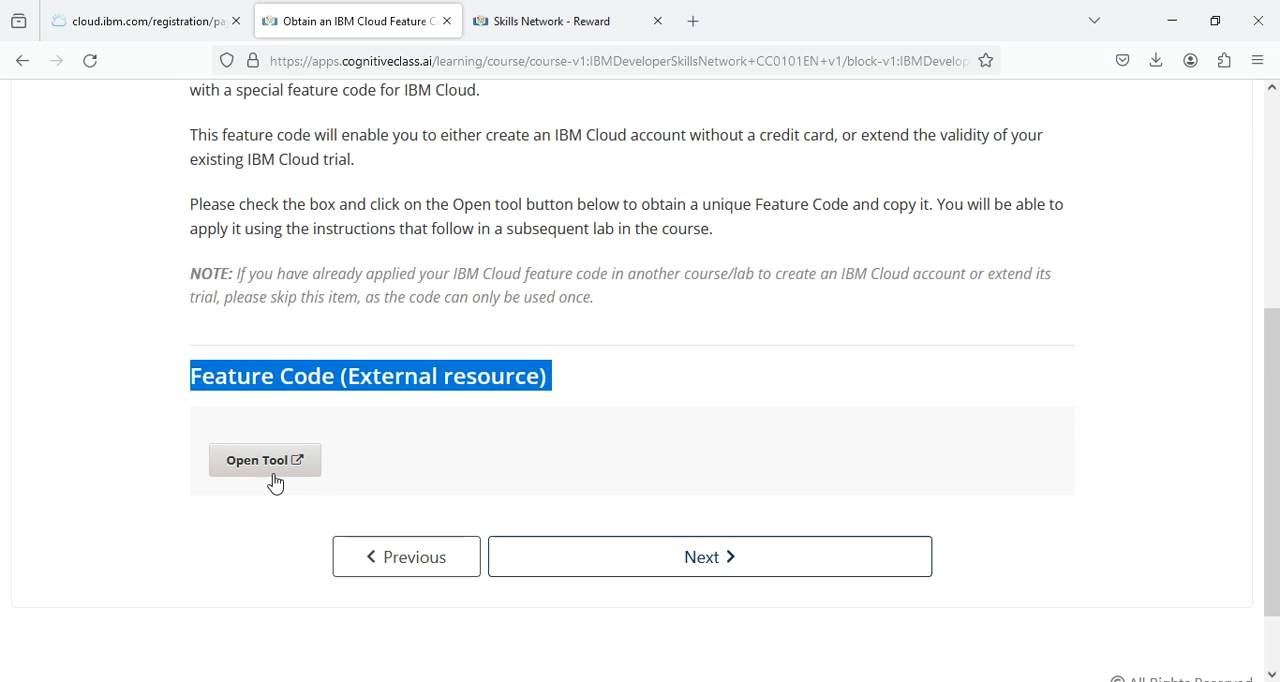 cloud.ibm.com/registration/pa
Obtain an IBM Cloud Feature C
Skills Network - Reward
https://apps.cognitiveclass.ai/learning/course/course-v1:IBMDeveloperSkillsNetwork+CC0101EN+v1/block-v1:IBMDevelop
with a special feature code for IBM Cloud.
This feature code will enable you to either create an IBM Cloud account without a credit card, or extend the validity of your
existing IBM Cloud trial.
Please check the box and click on the Open tool button below to obtain a unique Feature Code and copy it. You will be able to
apply it using the instructions that follow in a subsequent lab in the course.
NOTE: If you have already applied your IBM Cloud feature code in another course/lab to create an IBM Cloud account or extend its
trial, please skip this item, as the code can only be used once.
Feature Code (External resource)
Open Tool
Previous
Next
© All Rights Reserved